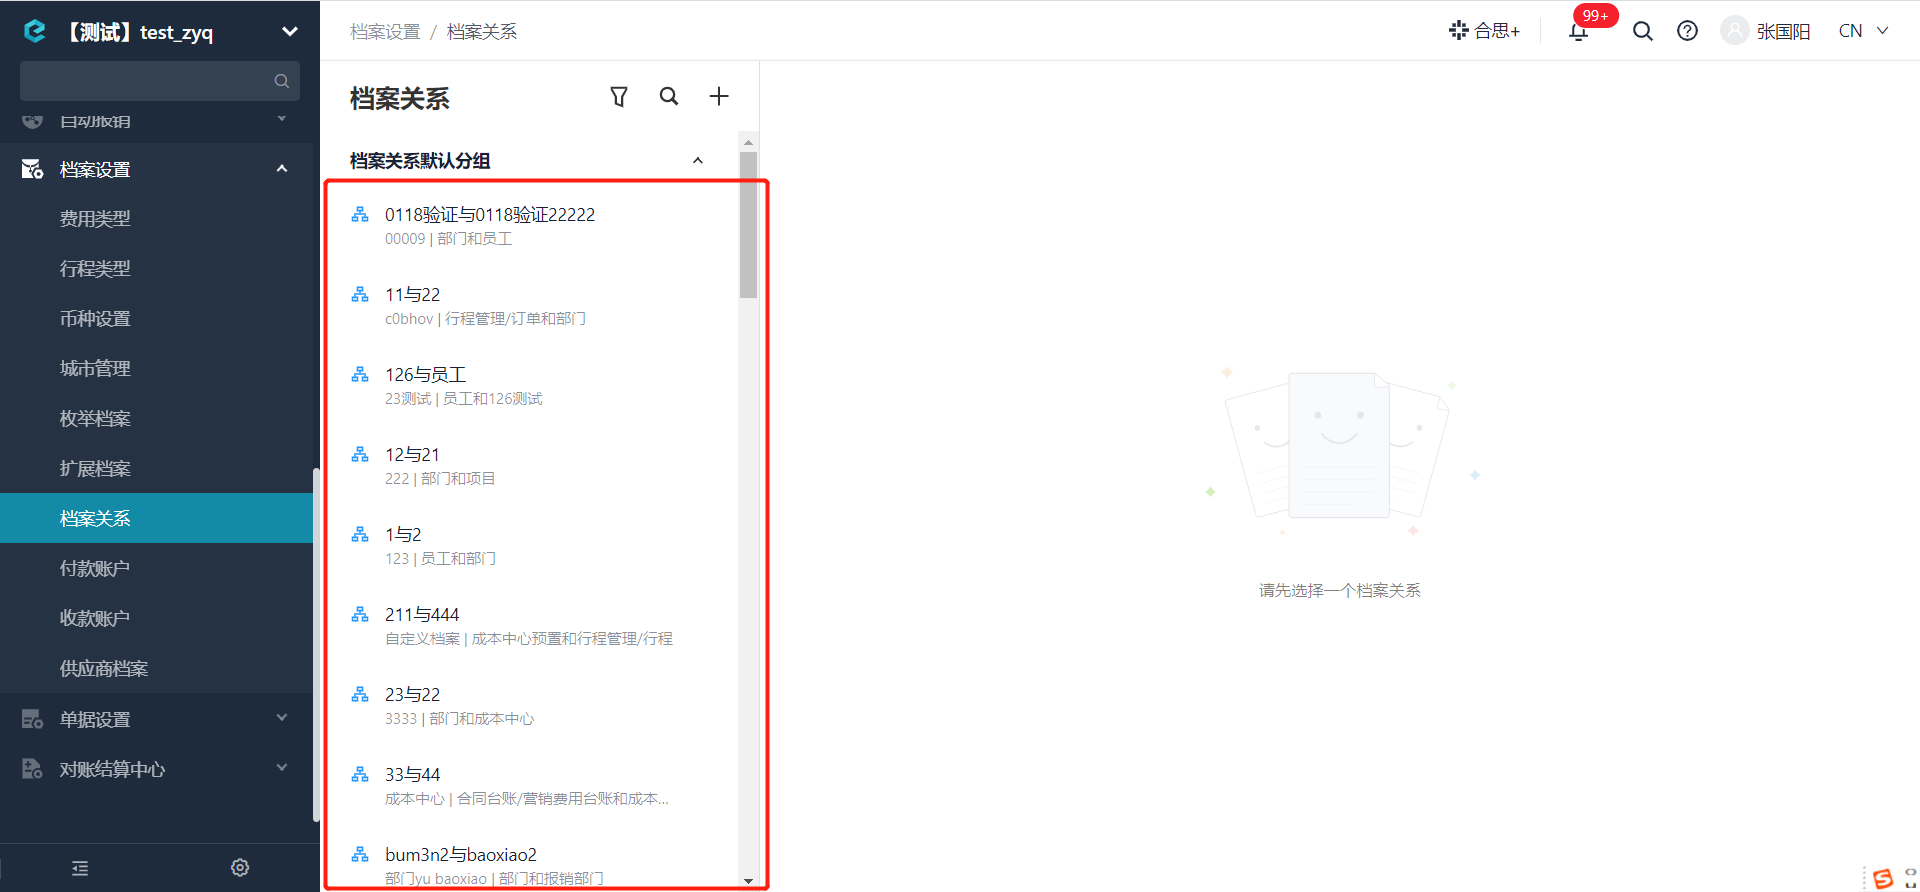 【测试】test_zyq
档案设置 / 档案关系
99+
合思+
张国阳
CN
自动报销
档案设置
费用类型
行程类型
币种设置
城市管理
枚举档案
扩展档案
档案关系
付款账户
收款账户
供应商档案
单据设置
对账结算中心
档案关系
档案关系默认分组
0118验证与0118验证22222
00009 | 部门和员工
11与22
c0bhov | 行程管理/订单和部门
126与员工
23测试 | 员工和126测试
12与21
222 | 部门和项目
1与2
123 | 员工和部门
211与444
自定义档案 | 成本中心预置和行程管理/行程
23与22
3333 | 部门和成本中心
33与44
成本中心 | 合同台账/营销费用台账和成本...
bum3n2与baoxiao2
部门yu baoxiao | 部门和报销部门
请先选择一个档案关系